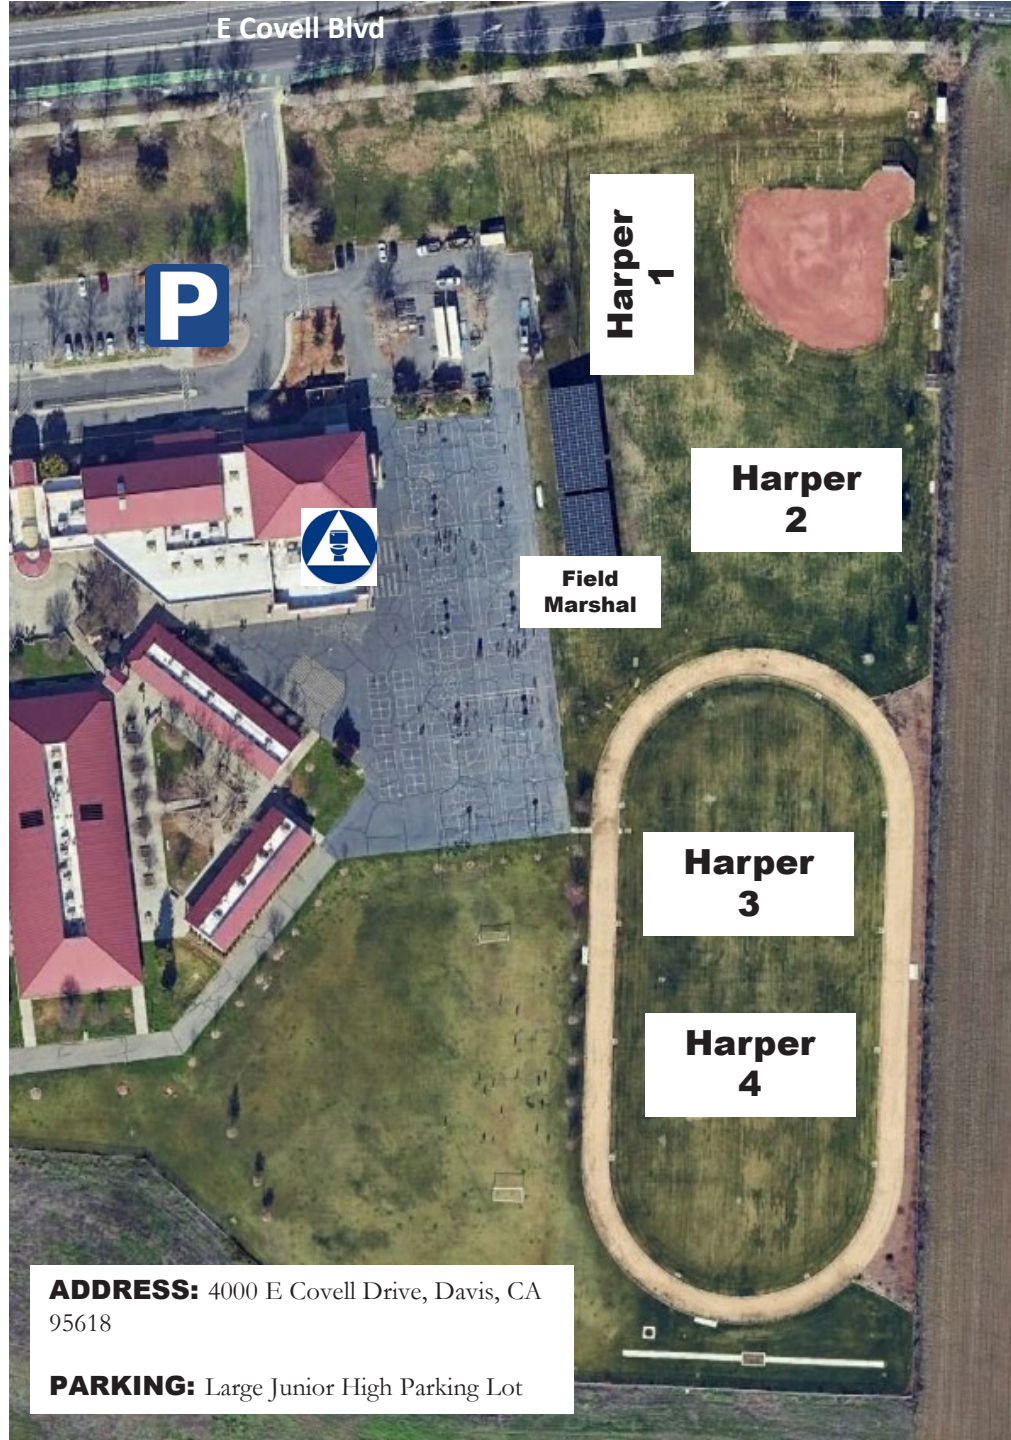 E Covell Blvd
Harper
1
P
Harper
2
Field
Marshal
Harper
3
Harper
4
ADDRESS: 4000 E Covell Drive, Davis, CA
95618
PARKING: Large Junior High Parking Lot